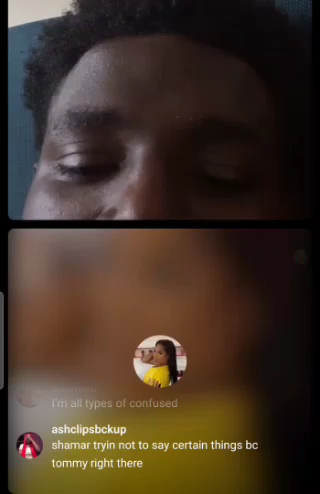 I'm all types of confused
ashclipsbckup
shamar tryin not to say certain things bc
tommy right there